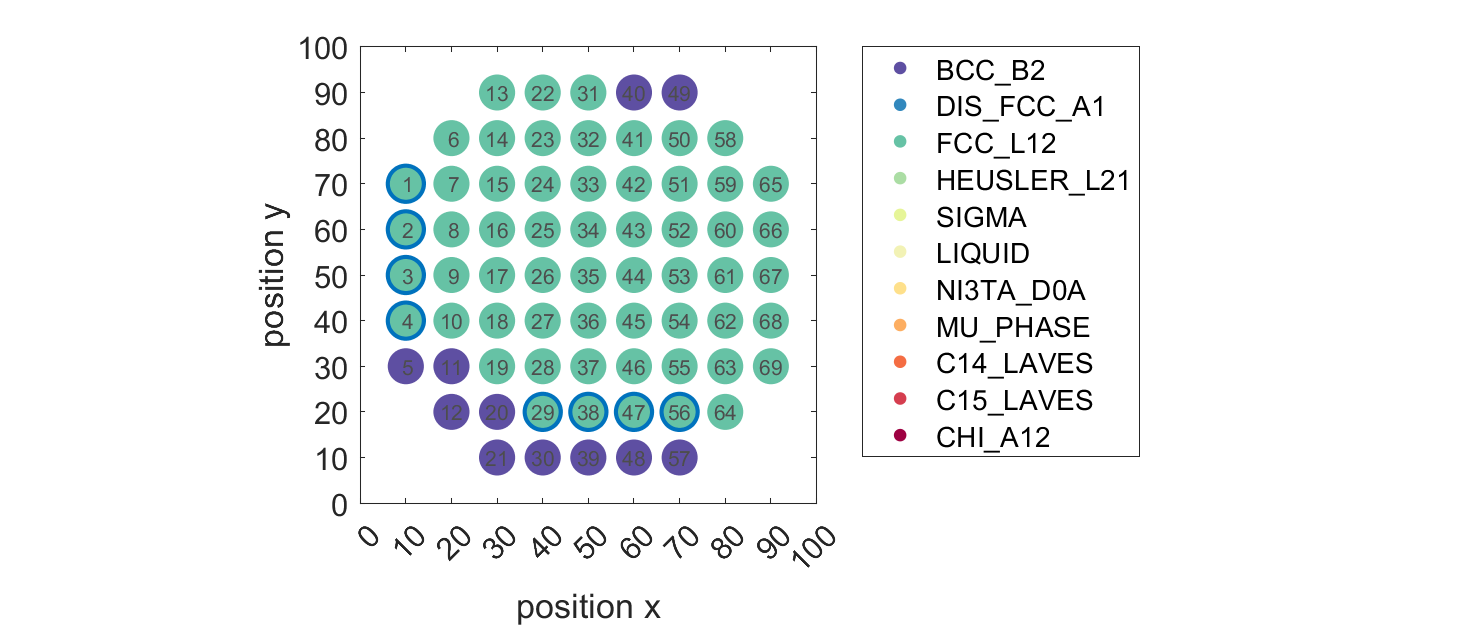 100
90
80
70
60
50
40
30
20
10
0
position y
13 22 31 40 49
6 14 23 32 41 50 58
1 7 15 24 33 42 51 59 65
2 8 16 25 34 43 52 60 66
3 9 17 26 35 44 53 61 67
4 10 18 27 36 45 54 62 68
5 11 19 28 37 46 55 63 69
12 20 29 38 47 56 64
21 30 39 48 57
0 10 20 30 40 50 60 70 80 90 100
position x
BCC_B2
DIS_FCC_A1
FCC_L12
HEUSLER_L21
SIGMA
LIQUID
NI3TA_D0A
MU_PHASE
C14_LAVES
C15_LAVES
CHI_A12